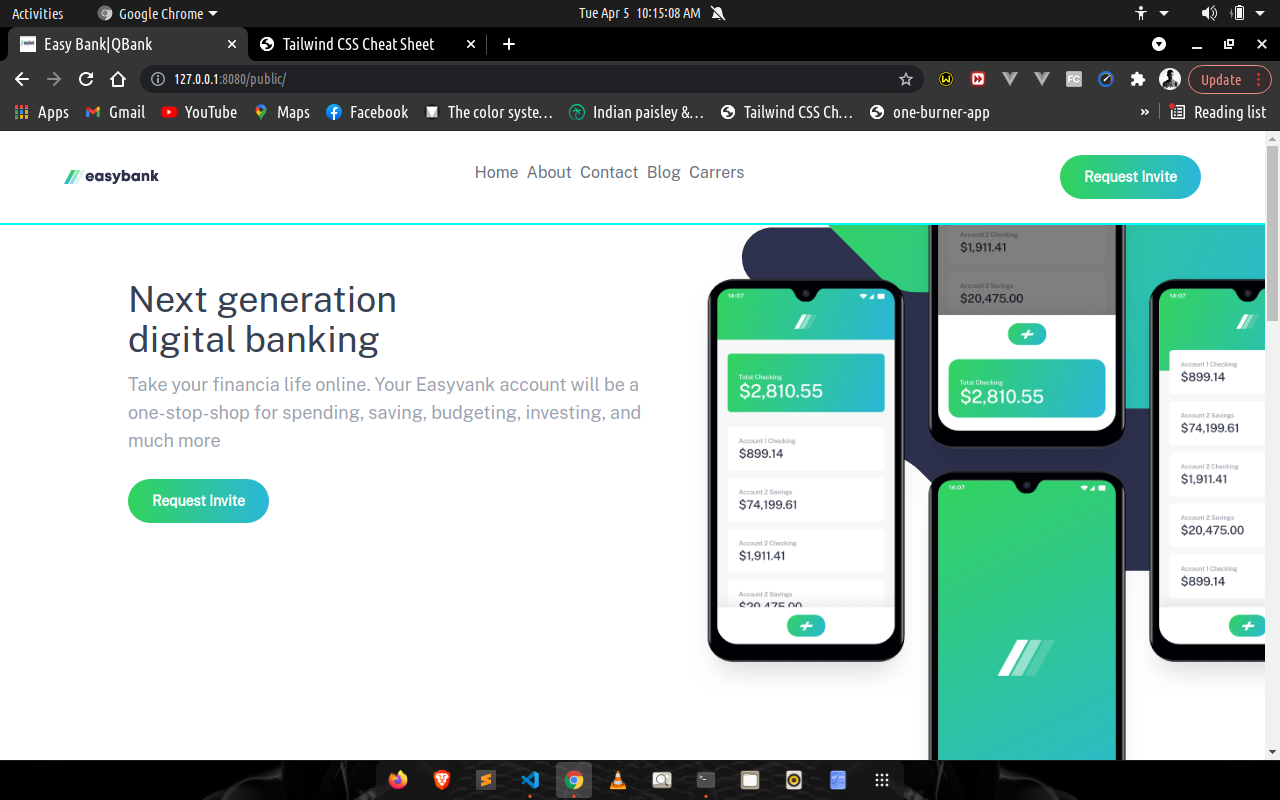 Activities
Google Chrome
Tue Apr 5 10:15:08 AM
Easy Bank|QBank
Tailwind CSS Cheat Sheet
127.0.0.1:8080/public/
FC
Update
Apps
Gmail
YouTube
Maps
Facebook
The color syste…
Indian paisley &…
Tailwind CSS Ch…
one-burner-app
»
Reading list
easybank
Home About Contact Blog Carrers
Request Invite
Next generation
digital banking
Take your financia life online. Your Easyvank account will be a
one-stop-shop for spending, saving, budgeting, investing, and
much more
Request Invite
14:07
Total Checking
$2,810.55
Account 1 Checking
$899.14
Account 2 Savings
$74,199.61
Account 2 Checking
$1,911.41
Account 2 Savings
$20,475.00
Account 2 Checking
$1,911.41
Account 2 Savings
$20,475.00
Total Checking
$2,810.55
14:07
14:07
Account 1 Checking
$899.14
Account 2 Savings
$74,199.61
Account 2 Checking
$1,911.41
Account 2 Savings
$20,475.00
Account 1 Checking
$899.14